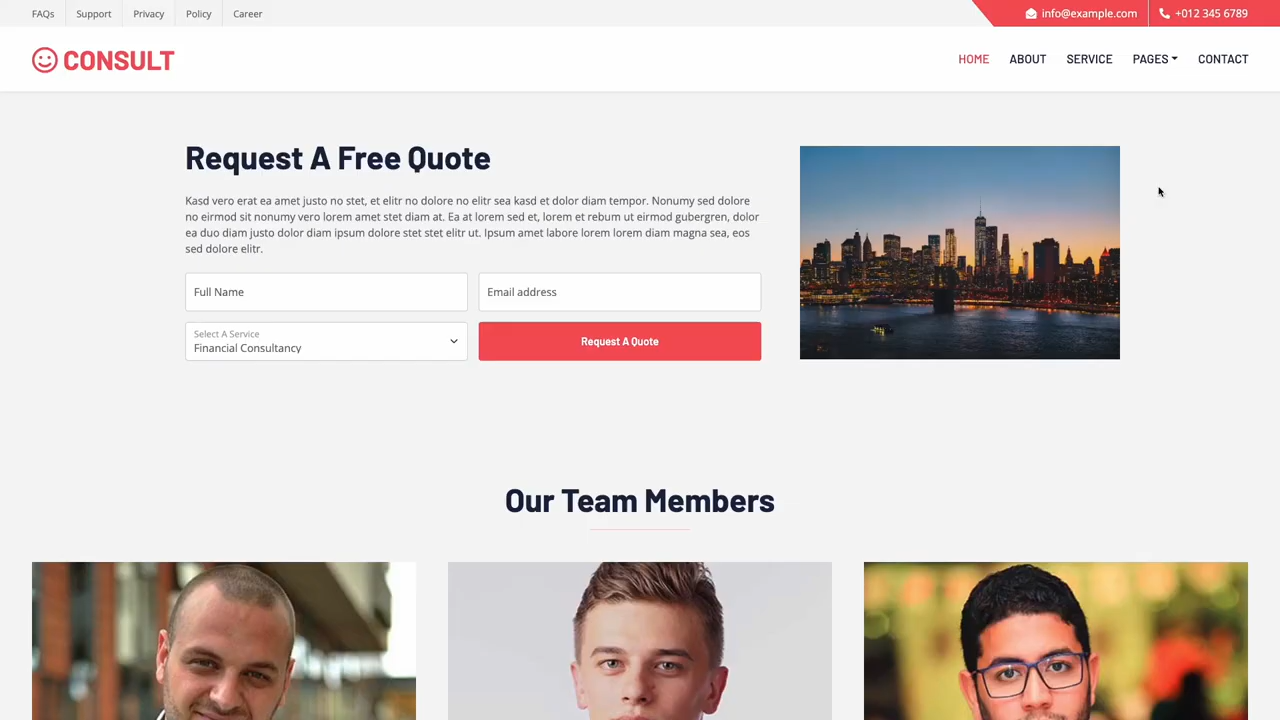 FAQs Support Privacy Policy Career info@example.com +012 345 6789
CONSULT HOME ABOUT SERVICE PAGES CONTACT
Request A Free Quote
Kasd vero erat ea amet justo no stet, et elitr no dolore no elitr sea kasd et dolor diam tempor. Nonumy sed dolore
no eirmod sit nonumy vero lorem amet stet diam at. Ea at lorem sed et, lorem et rebum ut eirmod gubergren, dolor
ea duo diam justo dolor diam ipsum dolore stet stet elitr ut. Ipsum amet labore lorem lorem diam magna sea, eos
sed dolore elitr.
Full Name Email address
Select A Service
Financial Consultancy
Request A Quote
Our Team Members